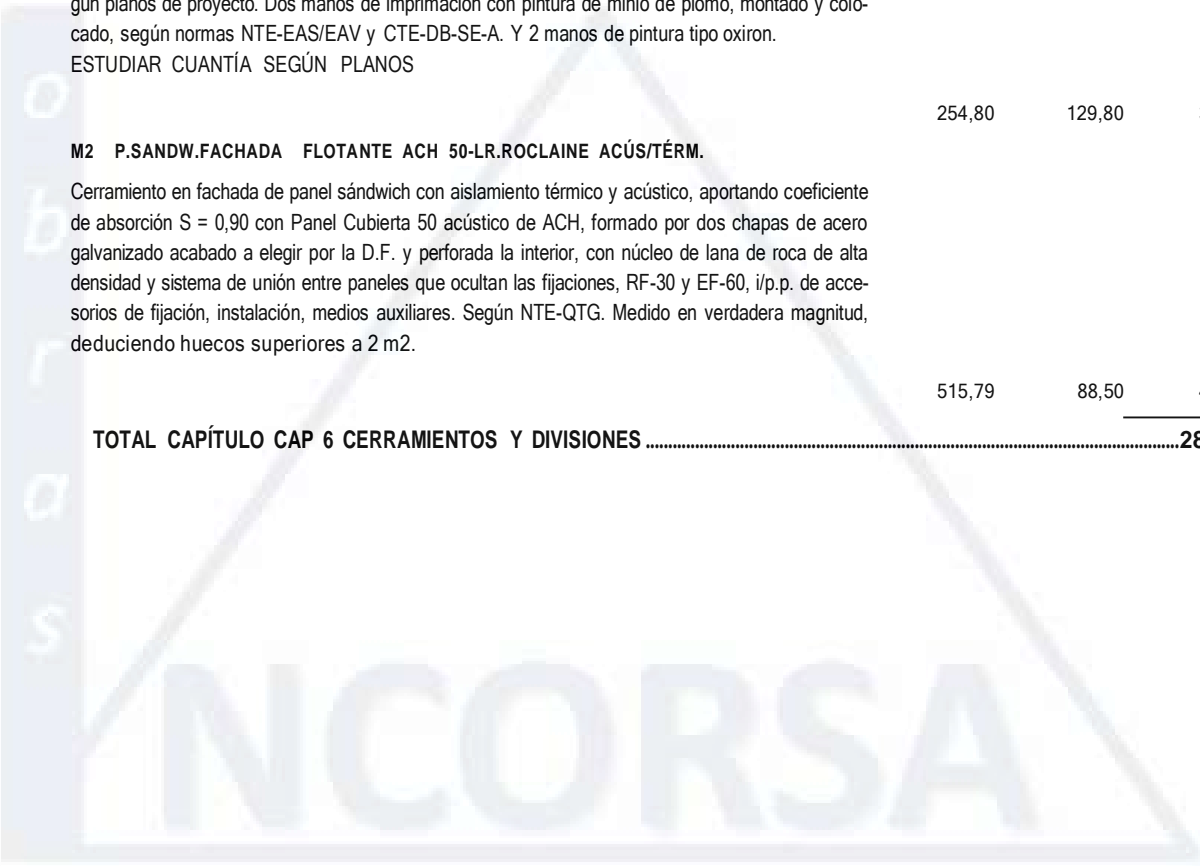 gún planos de proyecto. Dos manos de imprimación con pintura de minio de plomo, montado y colo-
cado, según normas NTE-EAS/EAV y CTE-DB-SE-A. Y 2 manos de pintura tipo oxiron.
ESTUDIAR CUANTÍA SEGÚN PLANOS
254,80 129,80
M2 P.SANDW.FACHADA FLOTANTE ACH 50-LR.ROCLAINE ACÚS/TÉRM.
Cerramiento en fachada de panel sándwich con aislamiento térmico y acústico, aportando coeficiente
de absorción S = 0,90 con Panel Cubierta 50 acústico de ACH, formado por dos chapas de acero
galvanizado acabado a elegir por la D.F. y perforada la interior, con núcleo de lana de roca de alta
densidad y sistema de unión entre paneles que ocultan las fijaciones, RF-30 y EF-60, i/p.p. de acce-
sorios de fijación, instalación, medios auxiliares. Según NTE-QTG. Medido en verdadera magnitud,
deduciendo huecos superiores a 2 m2.
515,79 88,50
TOTAL CAPÍTULO CAP 6 CERRAMIENTOS Y DIVISIONES ........ 28
obras
NCORSA